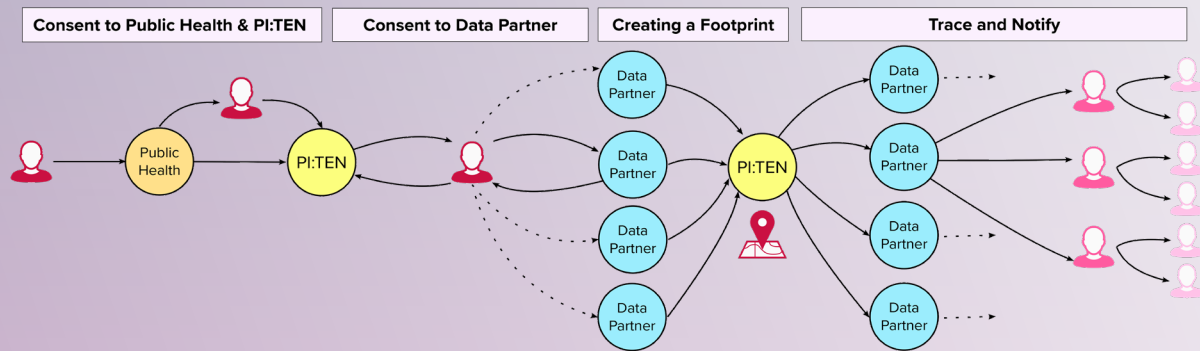 Consent to Public Health & PI:TEN
Consent to Data Partner
Creating a Footprint
Trace and Notify
Public
Health
PI:TEN
Data
Partner
Data
Partner
Data
Partner
Data
Partner
PI:TEN
Data
Partner
Data
Partner
Data
Partner
Data
Partner